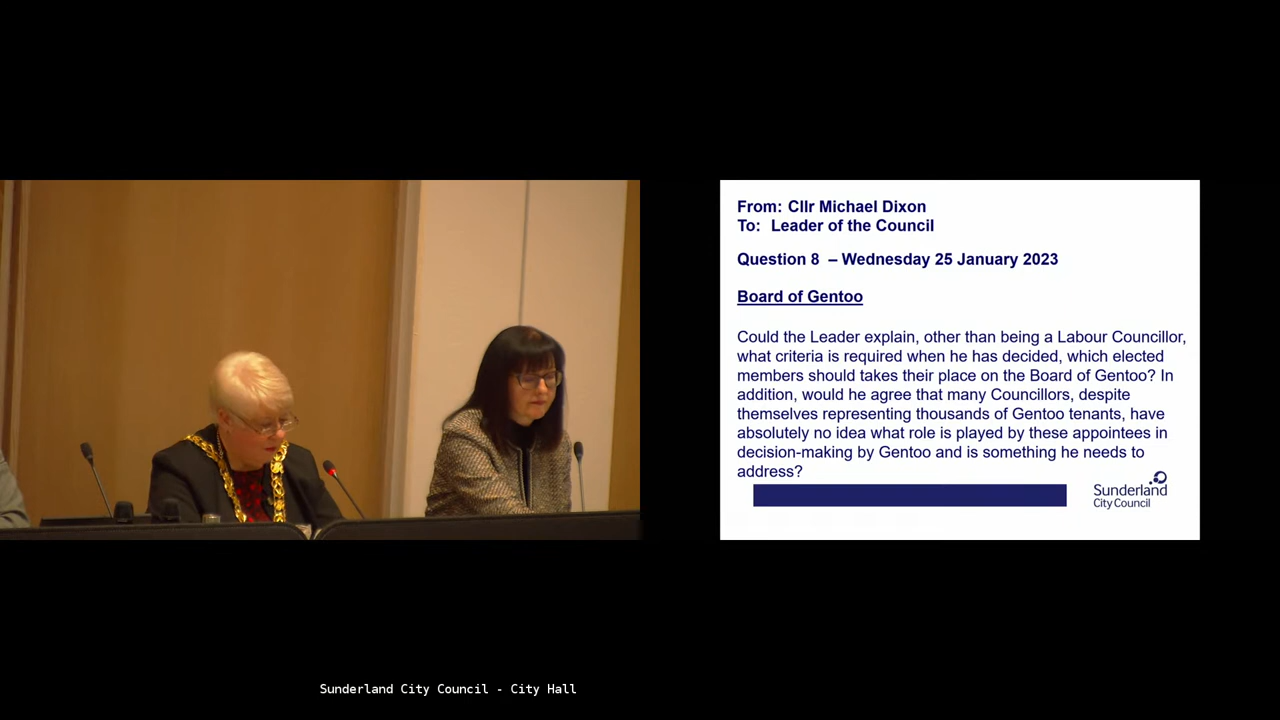 From: Cllr Michael Dixon
To: Leader of the Council
Question 8 – Wednesday 25 January 2023
Board of Gentoo
Could the Leader explain, other than being a Labour Councillor,
what criteria is required when he has decided, which elected
members should takes their place on the Board of Gentoo? In
addition, would he agree that many Councillors, despite
themselves representing thousands of Gentoo tenants, have
absolutely no idea what role is played by these appointees in
decision-making by Gentoo and is something he needs to
address?
Sunderland
City Council
Sunderland City Council - City Hall